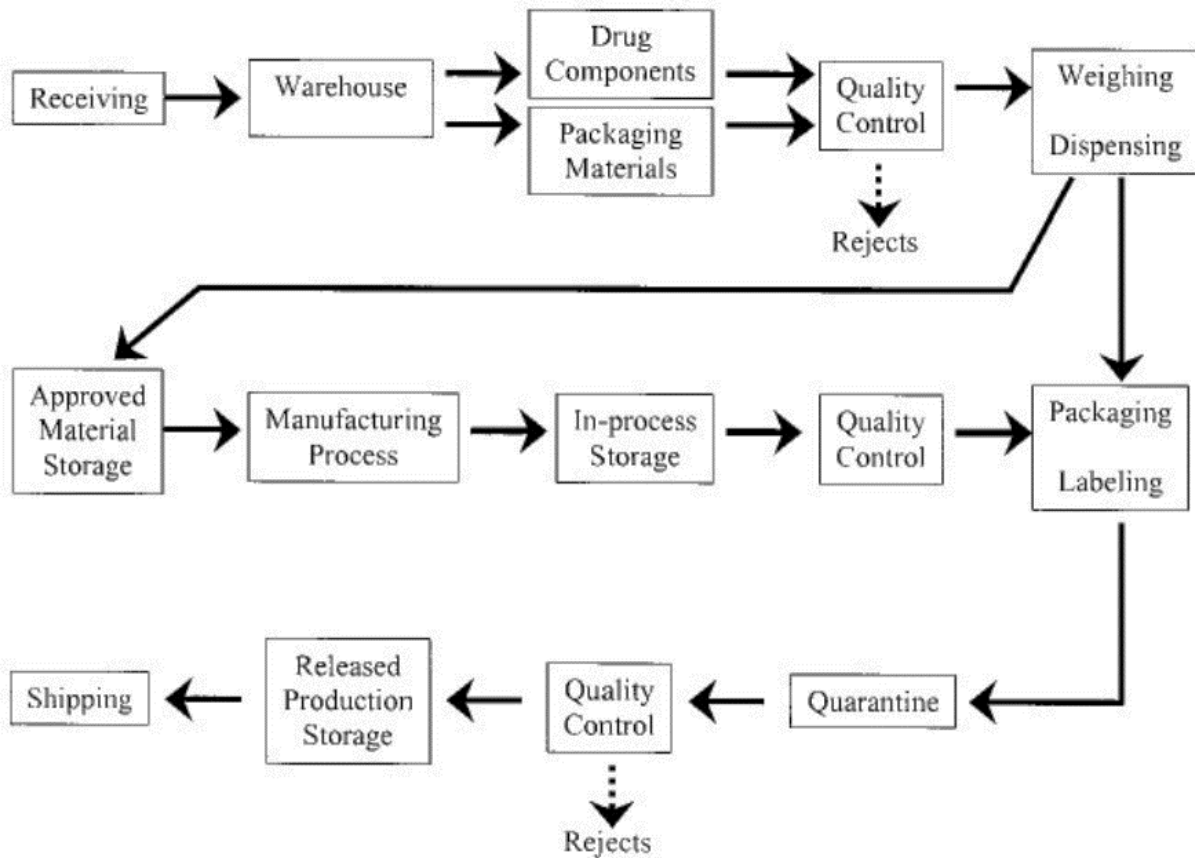 Receiving
Warehouse
Drug
Components
Packaging
Materials
Quality
Control
Weighing
Dispensing
Rejects
Approved
Material
Storage
Manufacturing
Process
In-process
Storage
Quality
Control
Packaging
Labeling
Shipping
Released
Production
Storage
Quality
Control
Quarantine
Rejects